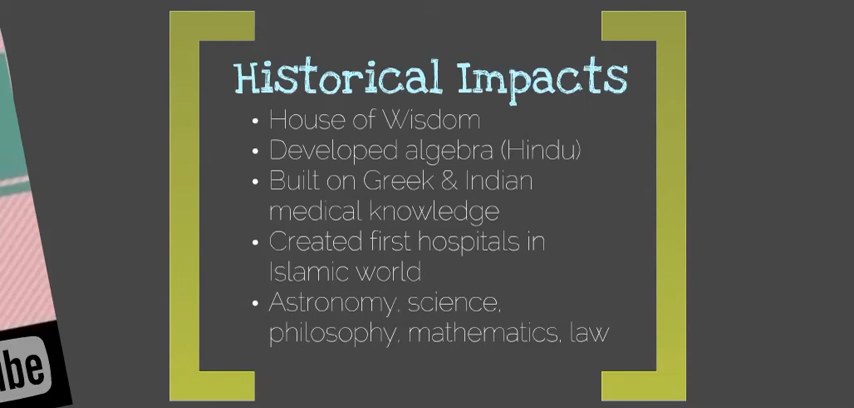 Historical Impacts
• House of Wisdom
• Developed algebra (Hindu)
• Built on Greek & Indian
medical knowledge
• Created first hospitals in
Islamic world
• Astronomy, science,
philosophy, mathematics, law
be